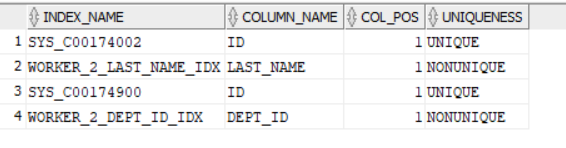 INDEX_NAME COLUMN_NAME COL_POS UNIQUENESS
1 SYS_C00174002 ID 1 UNIQUE
2 WORKER_2_LAST_NAME_IDX LAST_NAME 1 NONUNIQUE
3 SYS_C00174900 ID 1 UNIQUE
4 WORKER_2_DEPT_ID_IDX DEPT_ID 1 NONUNIQUE